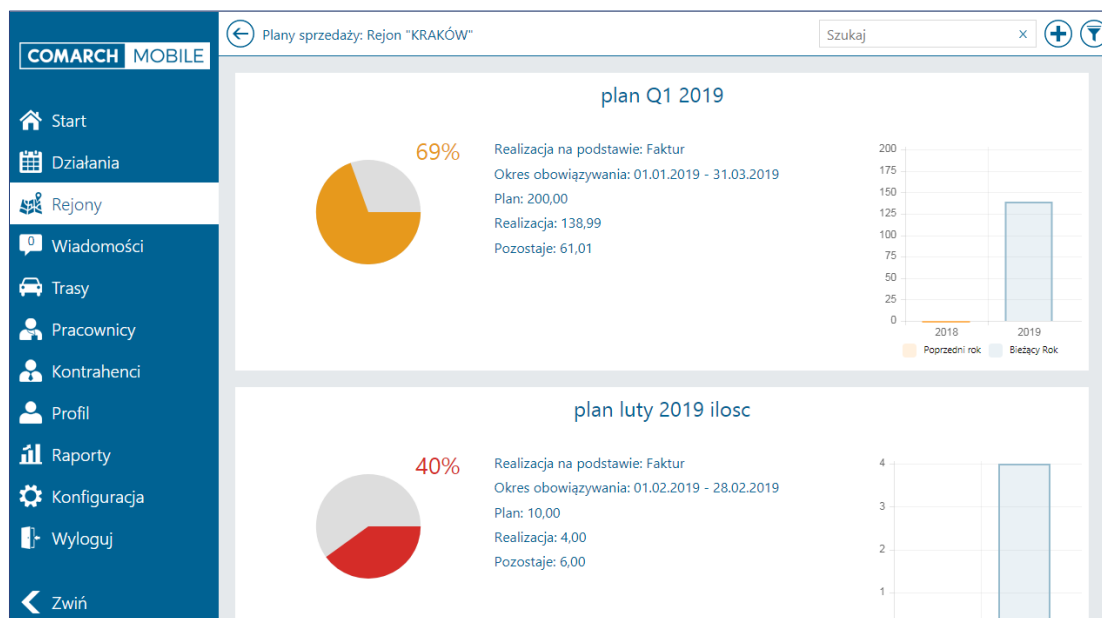 COMARCH MOBILE
Start
Działania
Rejony
0
Wiadomości
Trasy
Pracownicy
Kontrahenci
Profil
Raporty
Konfiguracja
Wyloguj
Zwiń
Plany sprzedaży: Rejon "KRAKÓW"
Szukaj
x
plan Q1 2019
69%
Realizacja na podstawie: Faktur
Okres obowiązywania: 01.01.2019 - 31.03.2019
Plan: 200,00
Realizacja: 138,99
Pozostaje: 61,01
200
175
150
125
100
75
50
25
0
2018 2019
Poprzedni rok Bieżący Rok
plan luty 2019 ilosc
40%
Realizacja na podstawie: Faktur
Okres obowiązywania: 01.02.2019 - 28.02.2019
Plan: 10,00
Realizacja: 4,00
Pozostaje: 6,00
4
3
2
1